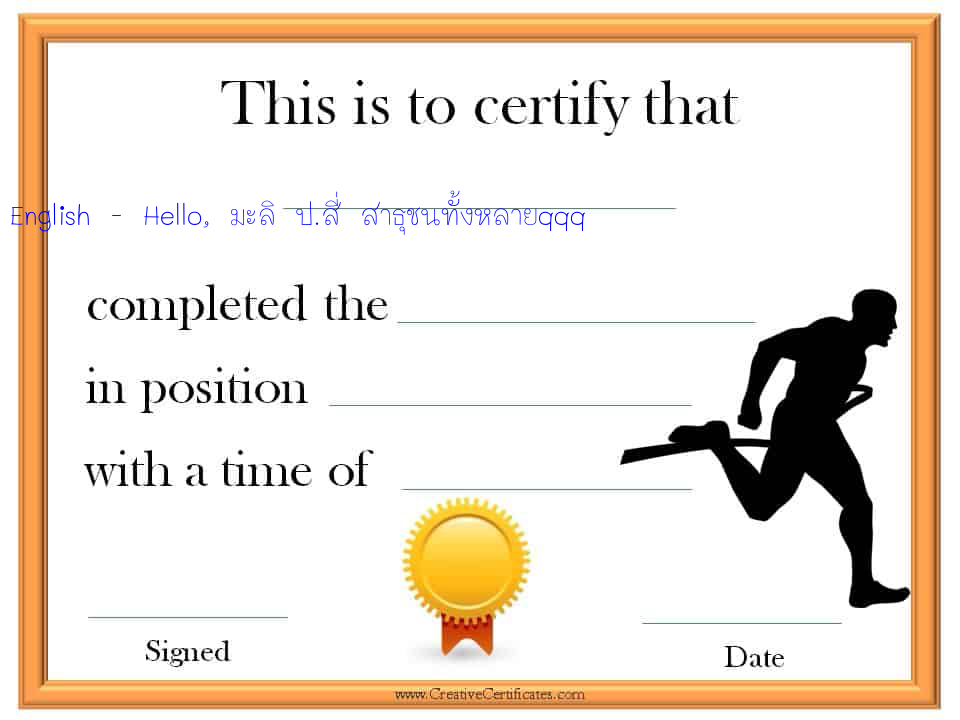 This is to certify that
English - Hello, มะลิ ป.สี่ สาธุชนทั้งหลายqqq
completed the
in position
with a time of
Signed
Date
www.CreativeCertificates.com